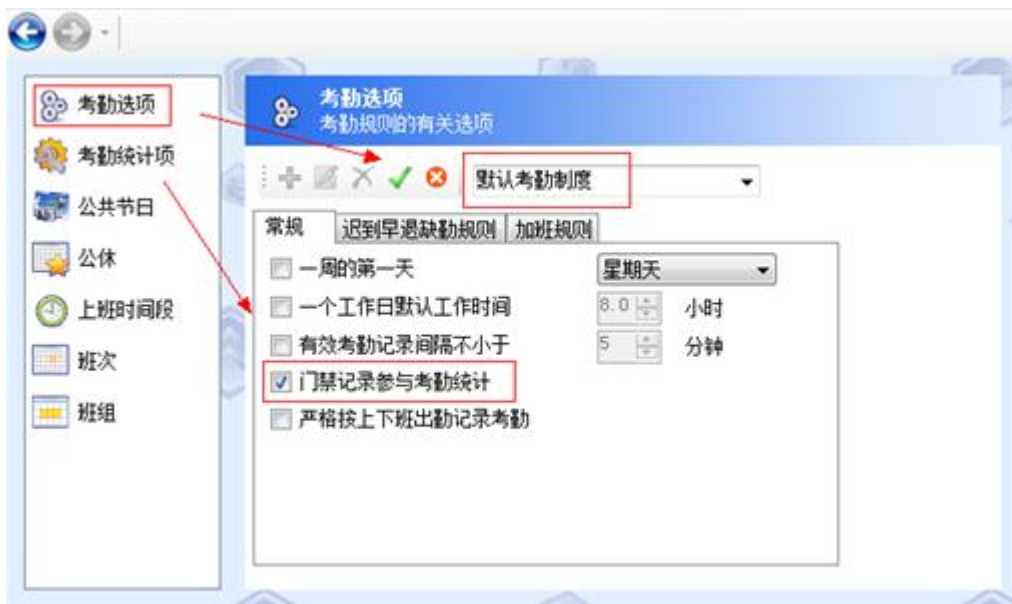 考勤选项
考勤统计项
公共节日
公休
上班时间段
班次
班组
考勤选项
考勤规则的有关选项
默认考勤制度
常规 迟到早退缺勤规则 加班规则
一周的第一天 星期天
一个工作日默认工作时间 8.0 小时
有效考勤记录间隔不小于 5 分钟
门禁记录参与考勤统计
严格按上下班出勤记录考勤